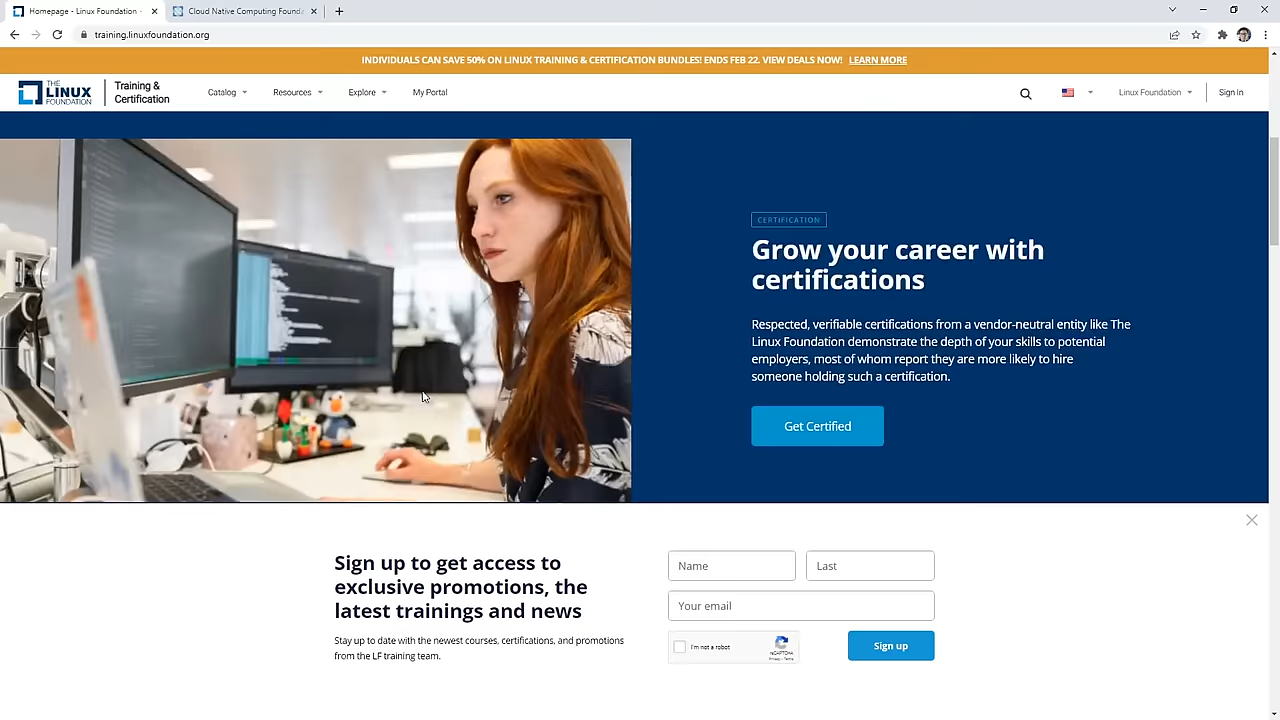 Homepage - Linux Foundation -
Cloud Native Computing Founda
training.linuxfoundation.org
INDIVIDUALS CAN SAVE 50% ON LINUX TRAINING & CERTIFICATION BUNDLES! ENDS FEB 22. VIEW DEALS NOW! LEARN MORE
THE LINUX FOUNDATION
Training & Certification
Catalog
Resources
Explore
My Portal
Linux Foundation
Sign In
CERTIFICATION
Grow your career with
certifications
Respected, verifiable certifications from a vendor-neutral entity like The
Linux Foundation demonstrate the depth of your skills to potential
employers, most of whom report they are more likely to hire
someone holding such a certification.
Get Certified
Sign up to get access to
exclusive promotions, the
latest trainings and news
Stay up to date with the newest courses, certifications, and promotions
from the LF training team.
Name
Last
Your email
I'm not a robot
reCAPTCHA
Privacy - Terms
Sign up